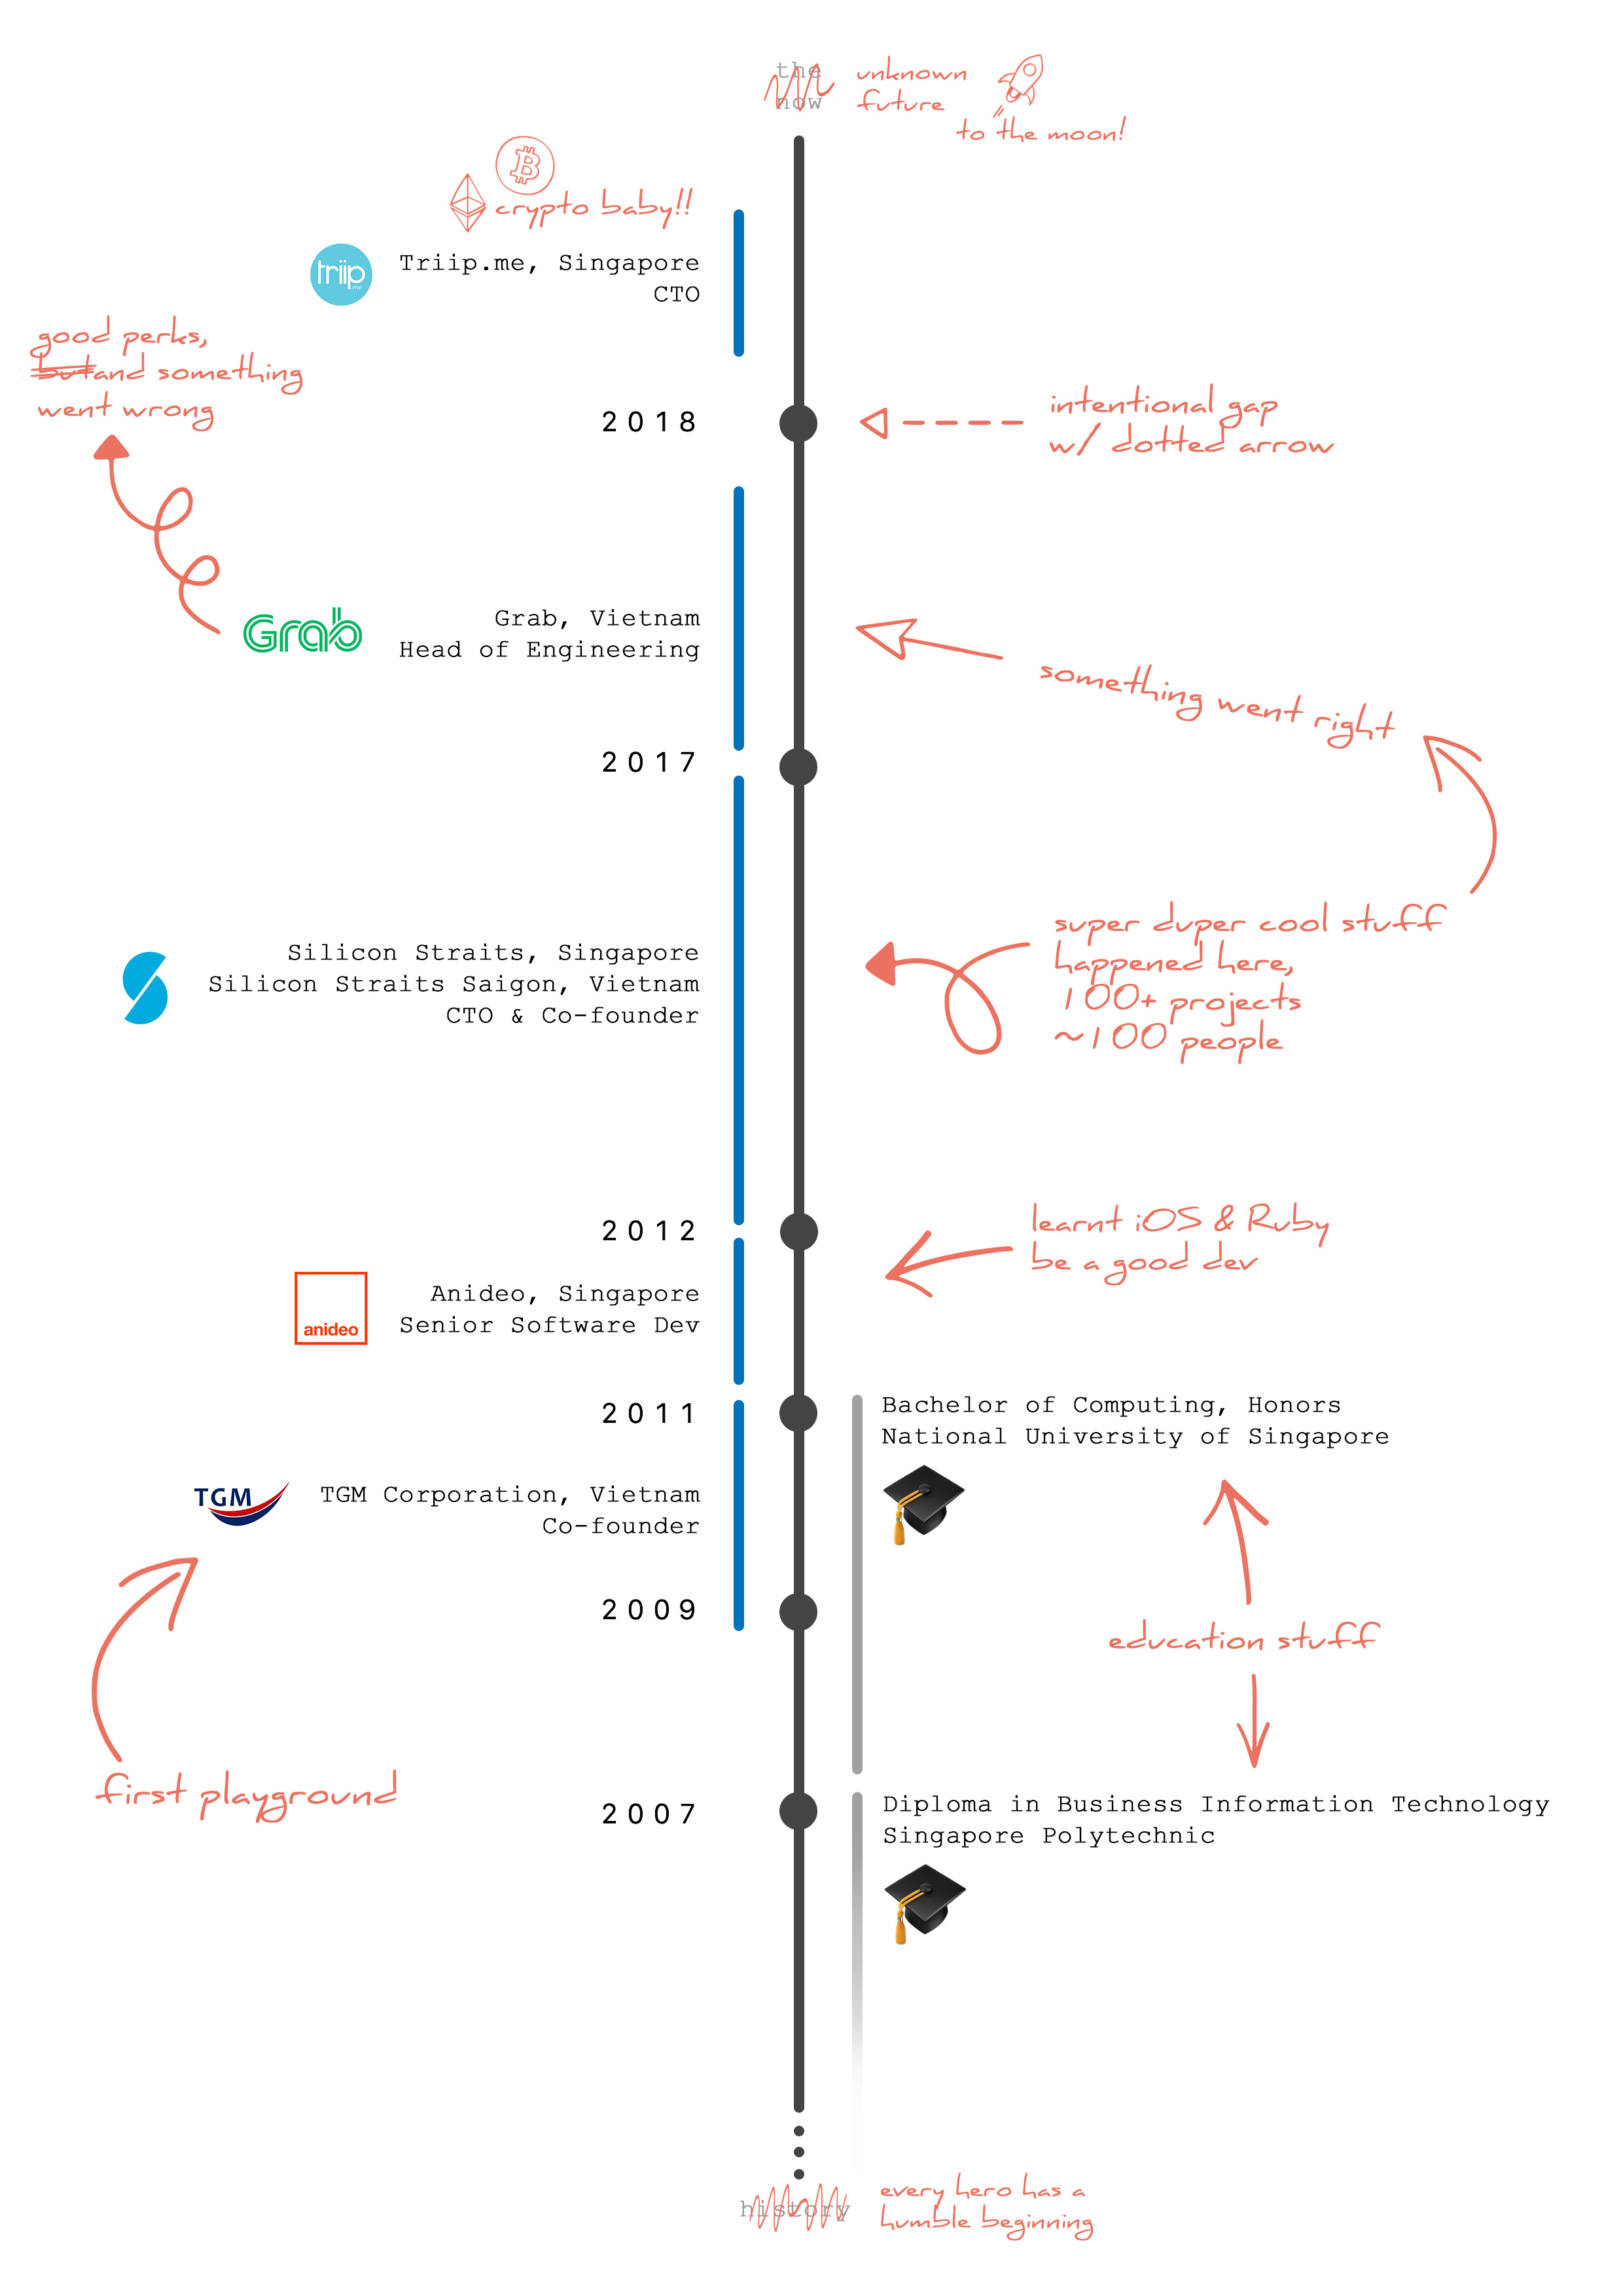 the
now
unknown
future
to the moon!
crypto baby!!
triip
.me
Triip.me, Singapore
CTO
good perks,
but and something
went wrong
2018
intentional gap
w/ dotted arrow
Grab
Grab, Vietnam
Head of Engineering
something went right
2017
super duper cool stuff
happened here,
100+ projects
~100 people
Silicon Straits, Singapore
Silicon Straits Saigon, Vietnam
CTO & Co-founder
2012
learnt iOS & Ruby
be a good dev
anideo
Anideo, Singapore
Senior Software Dev
2011
Bachelor of Computing, Honors
National University of Singapore
TGM
TGM Corporation, Vietnam
Co-founder
2009
education stuff
first playground
2007
Diploma in Business Information Technology
Singapore Polytechnic
history
every hero has a
humble beginning